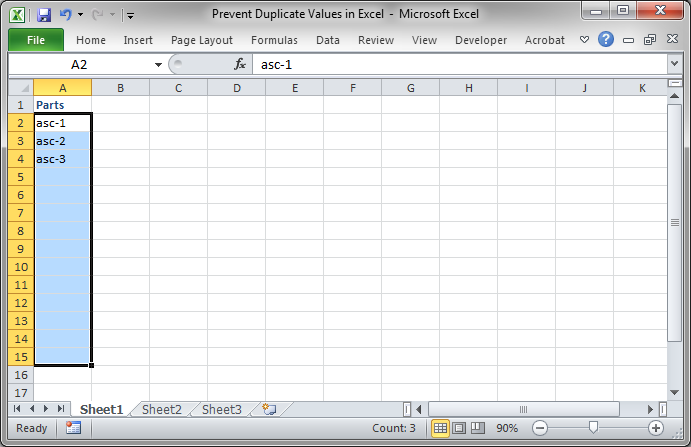 Prevent Duplicate Values in Excel - Microsoft Excel
File Home Insert Page Layout Formulas Data Review View Developer Acrobat
A2 fx asc-1
A B C D E F G H I J K
1 Parts
2 asc-1
3 asc-2
4 asc-3
5
6
7
8
9
10
11
12
13
14
15
16
17
Sheet1 Sheet2 Sheet3
Ready Count: 3 90%